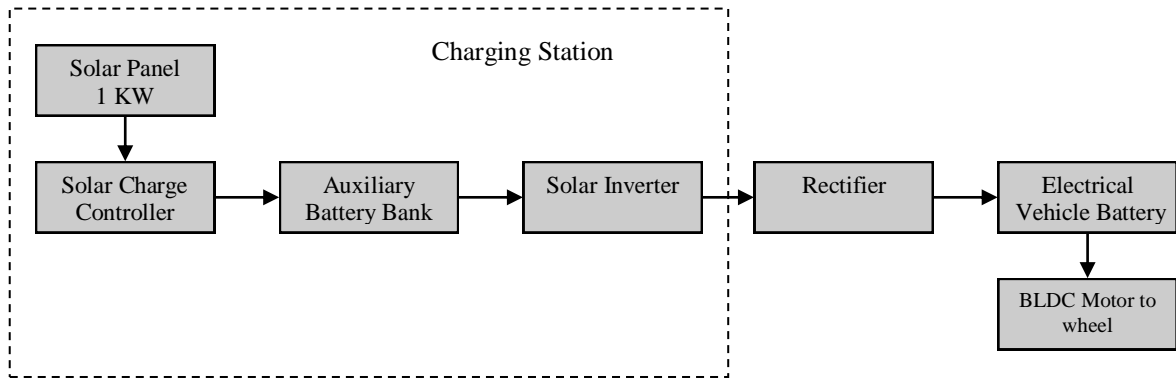 Charging Station
Solar Panel
1 KW
Solar Charge
Controller
Auxiliary
Battery Bank
Solar Inverter
Rectifier
Electrical
Vehicle Battery
BLDC Motor to
wheel